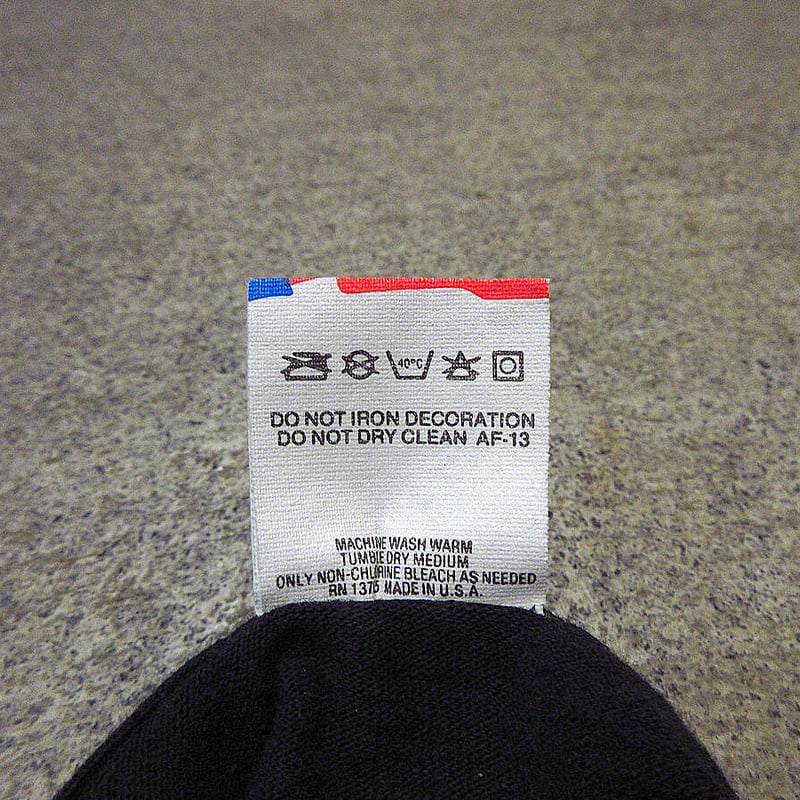 40°C
DO NOT IRON DECORATION
DO NOT DRY CLEAN AF-13
MACHINE WASH WARM
TUMBLE DRY MEDIUM
ONLY NON-CHLORINE BLEACH AS NEEDED
RN 1375 MADE IN U.S.A.